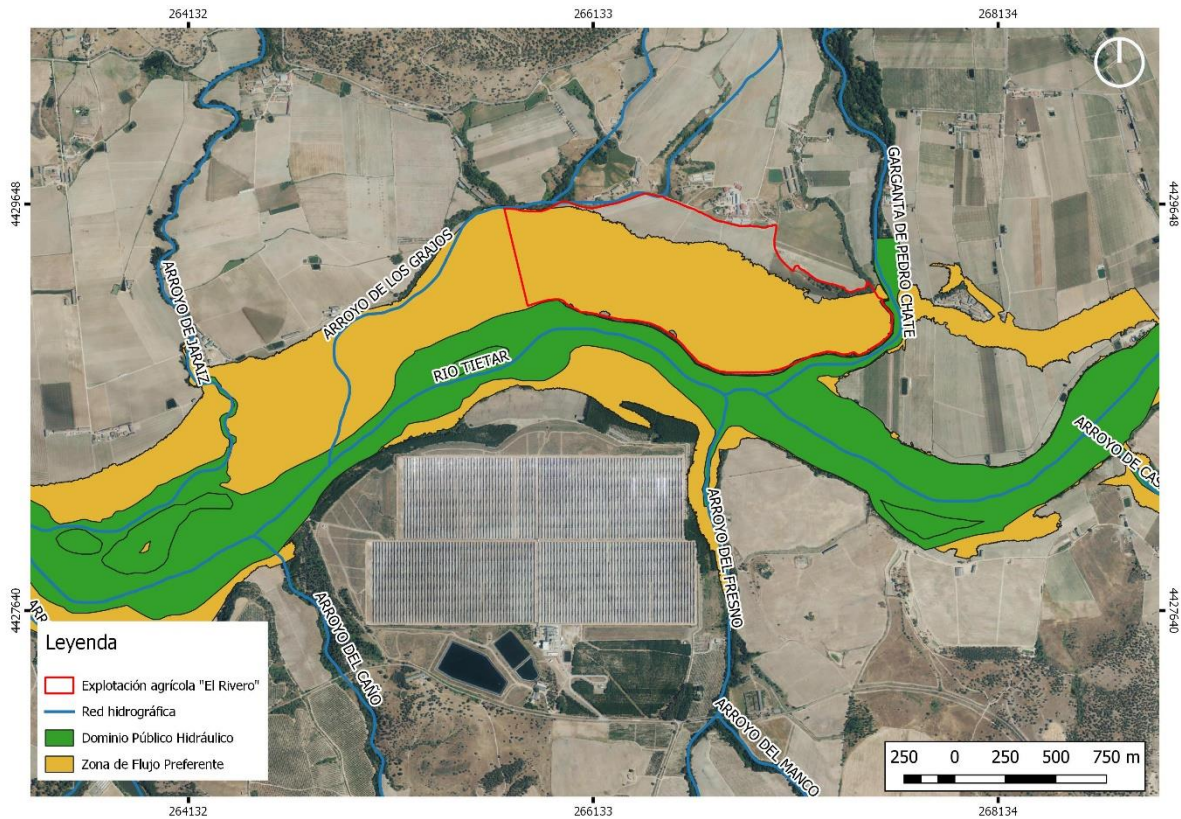 264132
266133
268134
4429648
4429648
GARGANTA DE PEDRO CHATE
ARROYO DE LOS GRAJOS
ARROYO DE JARAIZ
RIO TIETAR
ARROYO DE CAS
ARROYO DEL FRESNO
4427640
4427640
ARR
ARROYO DEL CAÑO
ARROYO DEL MANCO
Leyenda
Explotación agrícola "El Rivero"
Red hidrográfica
Dominio Público Hidráulico
Zona de Flujo Preferente
250 0 250 500 750 m
264132
266133
268134